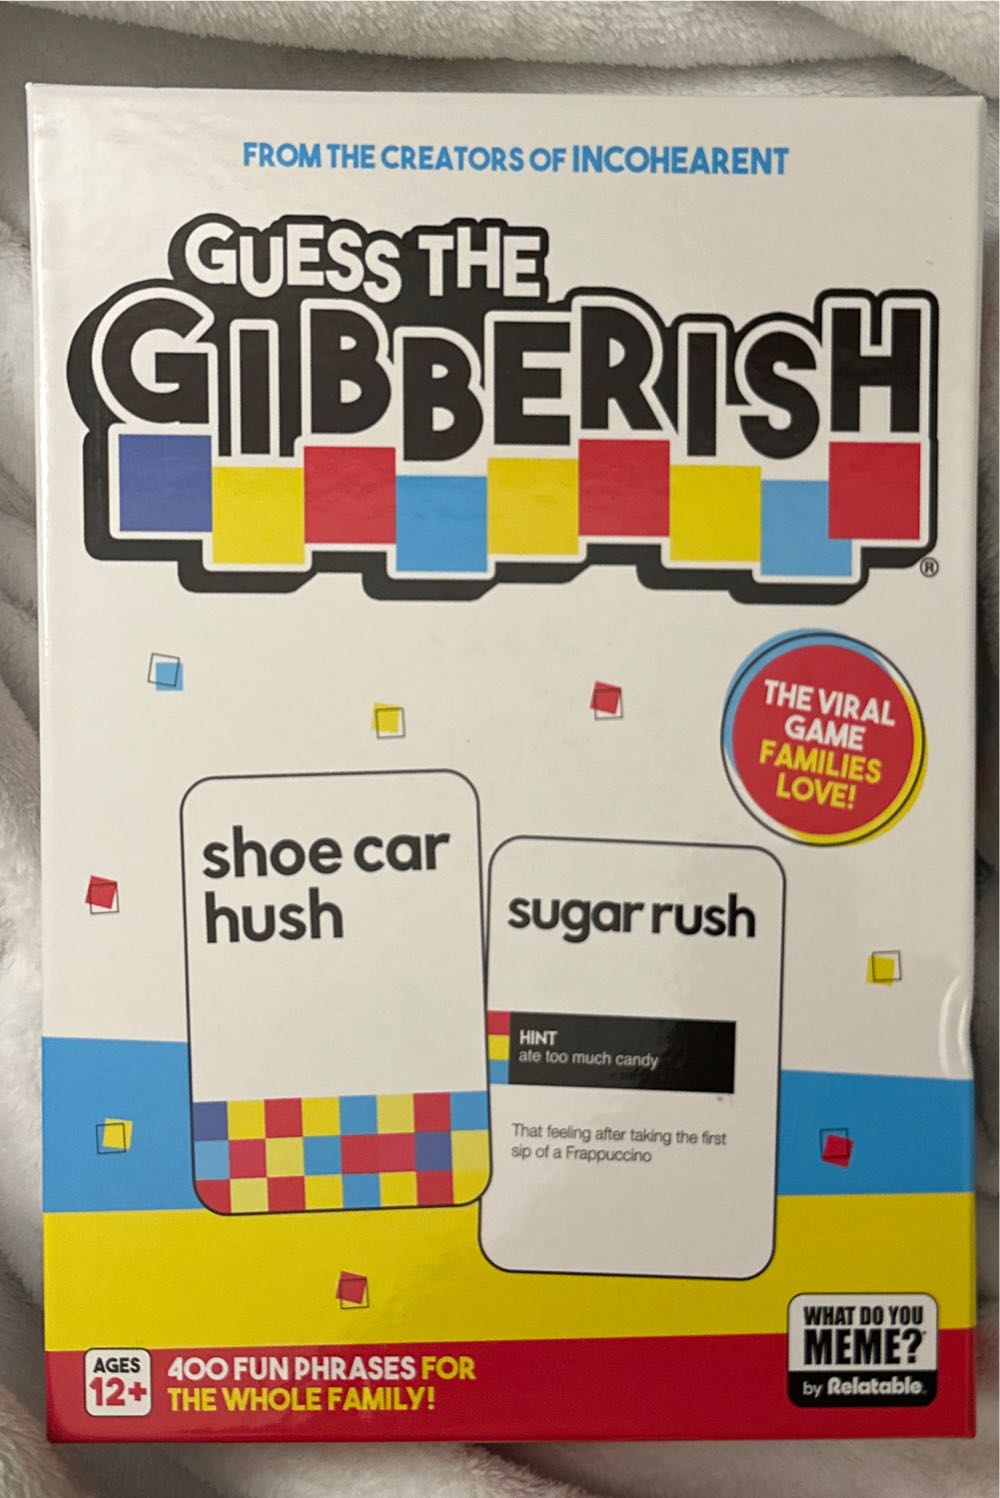 FROM THE CREATORS OF INCOHEARENT
GUESS THE
GIBBERISH
®
THE VIRAL
GAME
FAMILIES
LOVE!
shoe car
hush
sugar rush
HINT
ate too much candy
That feeling after taking the first
sip of a Frappuccino
AGES
12+
400 FUN PHRASES FOR
THE WHOLE FAMILY!
WHAT DO YOU
MEME?
by Relatable